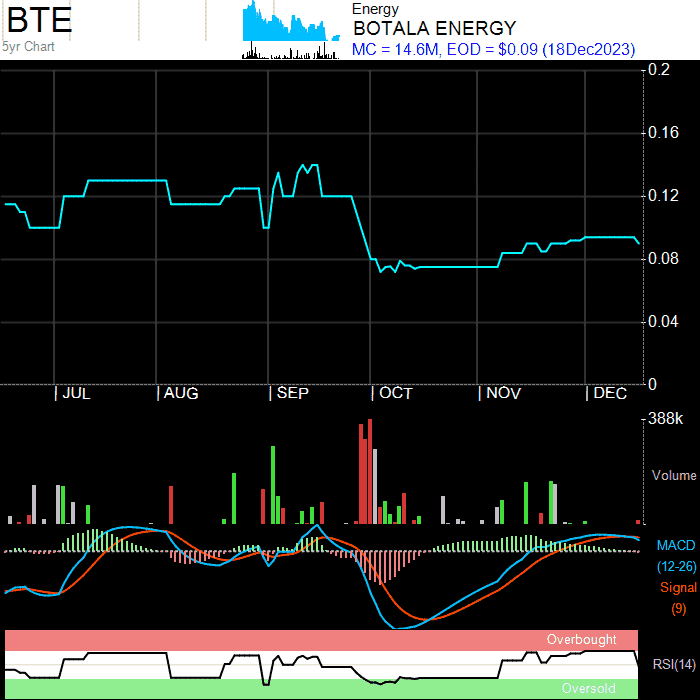 BTE
5yr Chart
Energy
BOTALA ENERGY
MC = 14.6M, EOD = $0.09 (18Dec2023)
0.2
0.16
0.12
0.08
0.04
0
| JUL | AUG | SEP | OCT | NOV | DEC
388k
Volume
MACD
(12-26)
Signal
(9)
Overbought
RSI(14)
Oversold